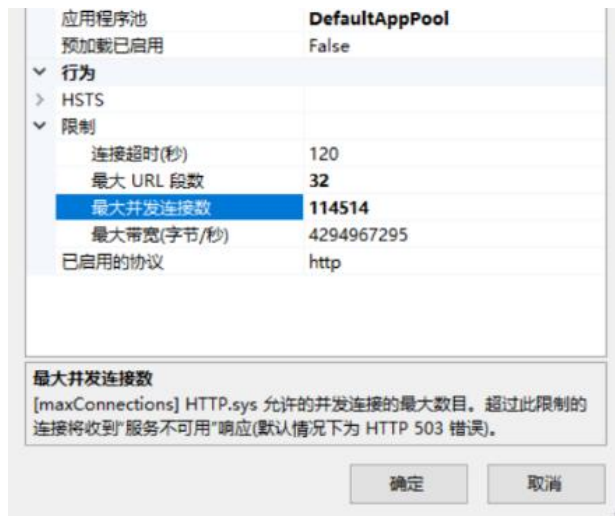 应用程序池 DefaultAppPool
预加载已启用 False
行为
HSTS
限制
连接超时(秒) 120
最大 URL 段数 32
最大并发连接数 114514
最大带宽(字节/秒) 4294967295
已启用的协议 http
最大并发连接数
[maxConnections] HTTP.sys 允许的并发连接的最大数目。超过此限制的
连接将收到“服务不可用”响应(默认情况下为 HTTP 503 错误)。
确定 取消